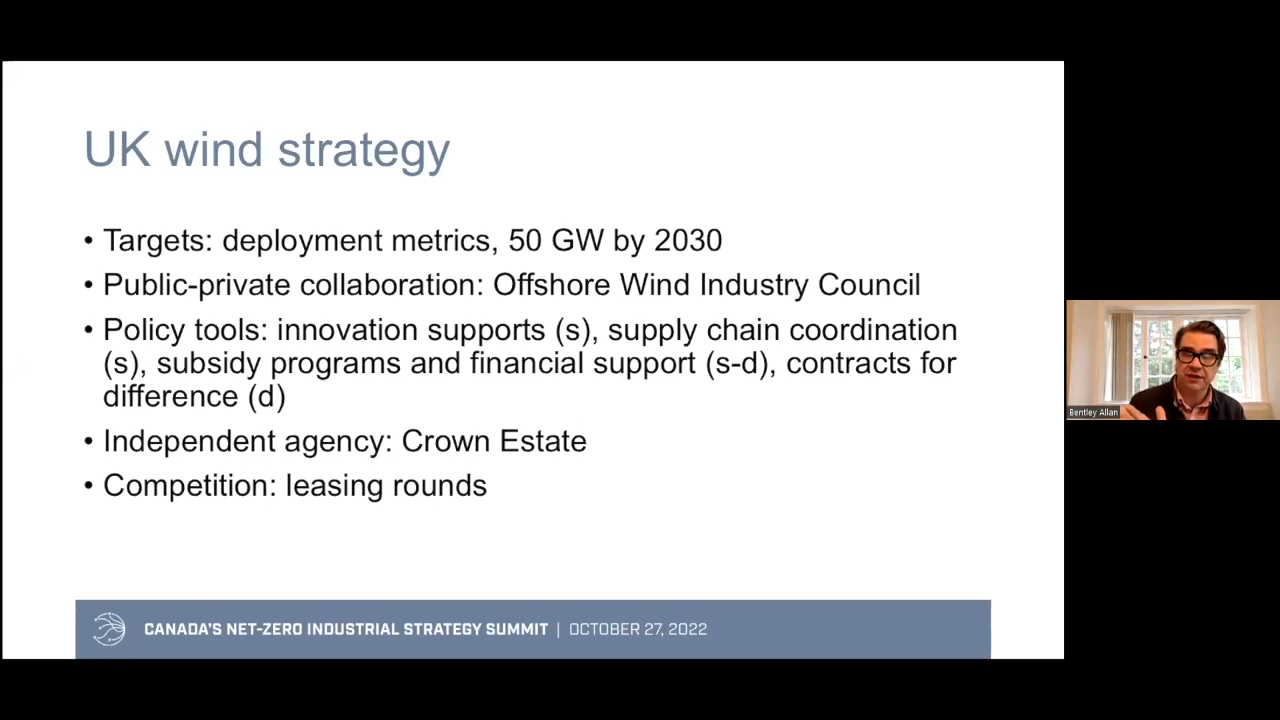 UK wind strategy
• Targets: deployment metrics, 50 GW by 2030
• Public-private collaboration: Offshore Wind Industry Council
• Policy tools: innovation supports (s), supply chain coordination
(s), subsidy programs and financial support (s-d), contracts for
difference (d)
• Independent agency: Crown Estate
• Competition: leasing rounds
CANADA'S NET-ZERO INDUSTRIAL STRATEGY SUMMIT | OCTOBER 27, 2022
Bentley Allan